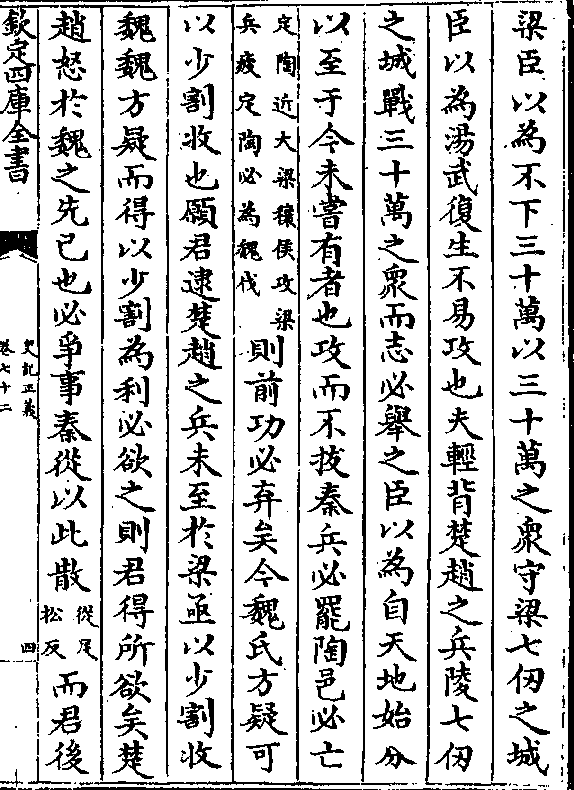 梁臣以為不下三十萬以三十萬之衆守梁七仞之城
臣以為湯武復生不易攻也夫輕背楚趙之兵陵七仞
之城戰三十萬之衆而志必舉之臣以為自天地始分
以至于今未嘗有者也攻而不拔秦兵必罷陶邑必亡
定陶近大梁穰侯攻梁
兵疲定陶必為魏伐
則前功必弃矣今魏氏方疑可
以少割收也願君逮楚趙之兵未至於梁亟以少割收
魏魏方疑而得以少割為利必欲之則君得所欲矣楚
趙怒於魏之先已也必爭事秦從以此散
從足
松反
而君後
欽定四庫全書
史記正義
卷七十二
四